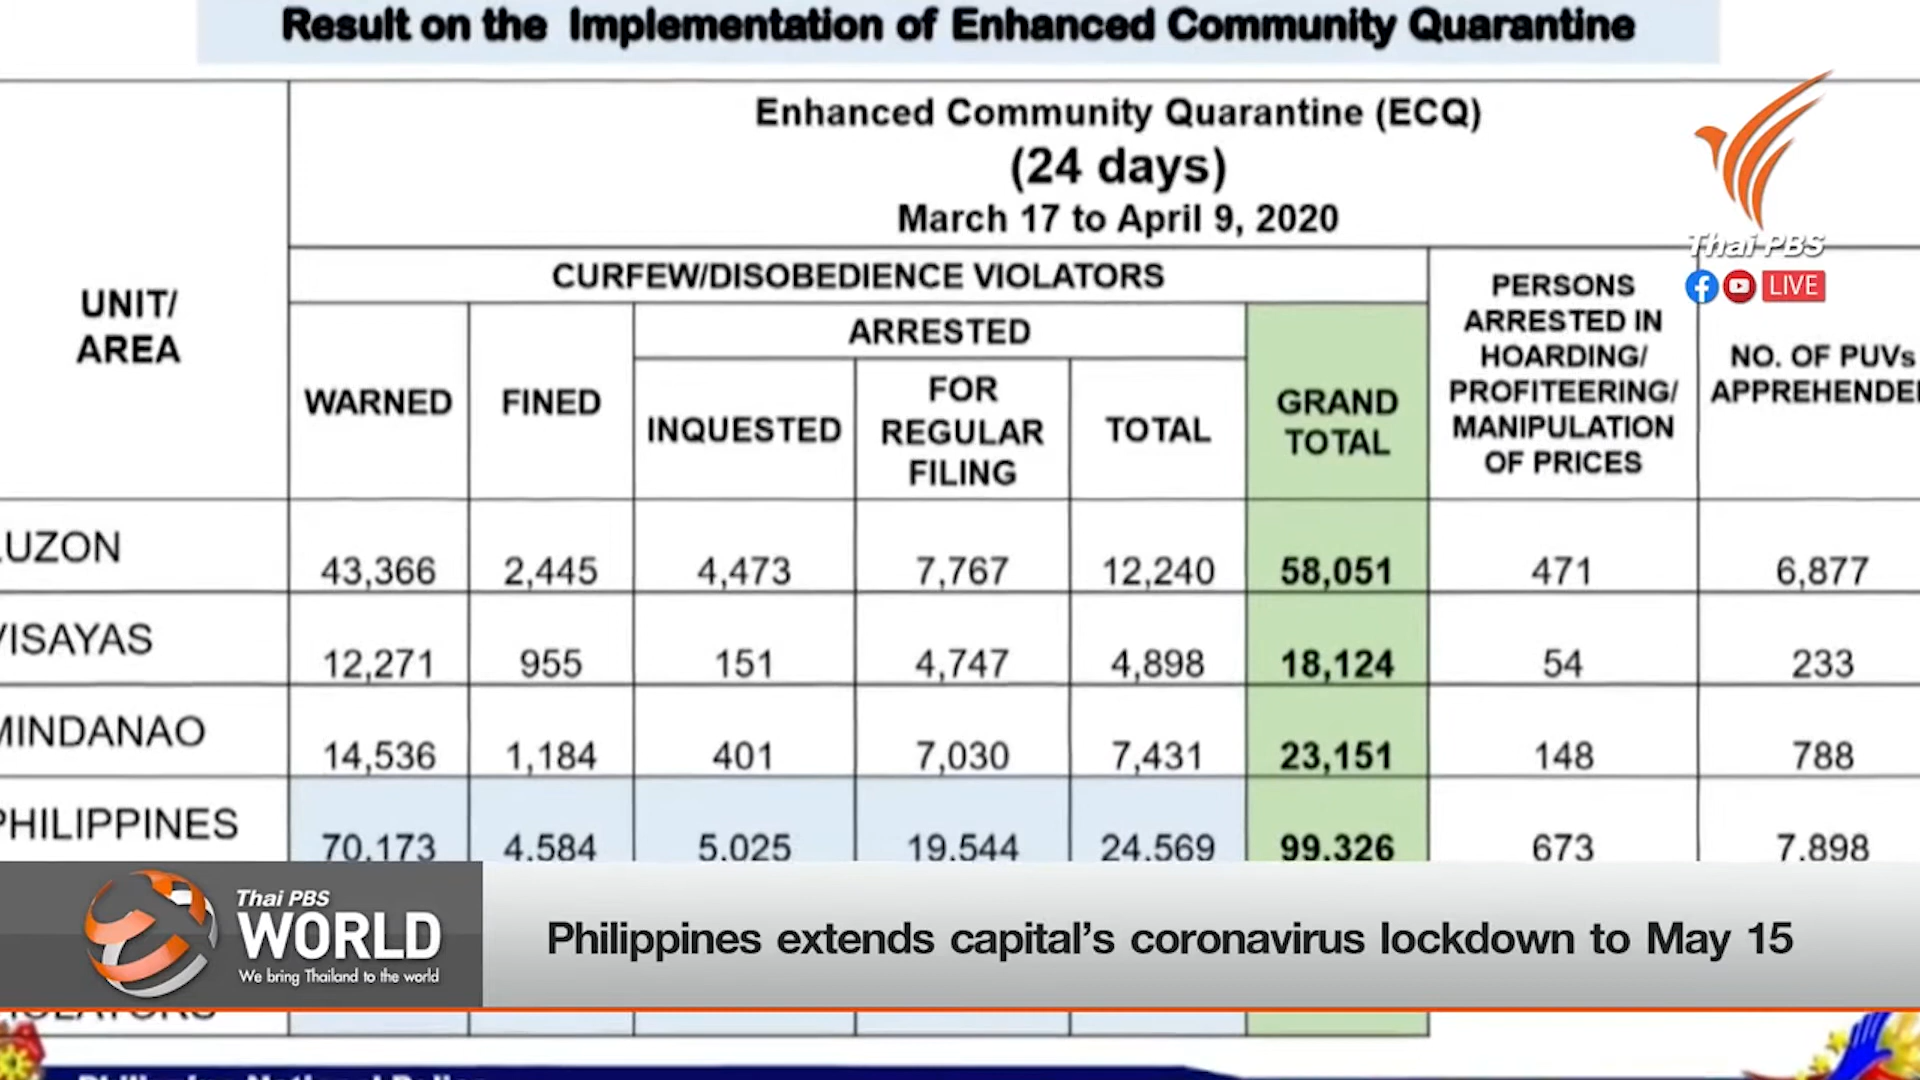 Result on the Implementation of Enhanced Community Quarantine
Enhanced Community Quarantine (ECQ)
(24 days)
March 17 to April 9, 2020
Thai PBS
LIVE
UNIT/
AREA
CURFEW/DISOBEDIENCE VIOLATORS
WARNED
FINED
ARRESTED
INQUESTED
FOR
REGULAR
FILING
TOTAL
GRAND
TOTAL
PERSONS
ARRESTED IN
HOARDING/
PROFITEERING/
MANIPULATION
OF PRICES
NO. OF PUVs
APPREHENDE
LUZON 43,366 2,445 4,473 7,767 12,240 58,051 471 6,877
VISAYAS 12,271 955 151 4,747 4,898 18,124 54 233
MINDANAO 14,536 1,184 401 7,030 7,431 23,151 148 788
PHILIPPINES 70,173 4,584 5,025 19,544 24,569 99,326 673 7,898
Thai PBS
WORLD
We bring Thailand to the world
Philippines extends capital's coronavirus lockdown to May 15